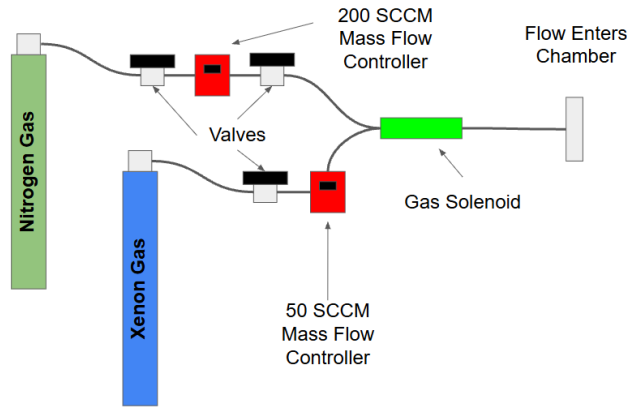 200 SCCM
Mass Flow
Controller
Flow Enters
Chamber
Nitrogen Gas
Valves
Xenon Gas
Gas Solenoid
50 SCCM
Mass Flow
Controller